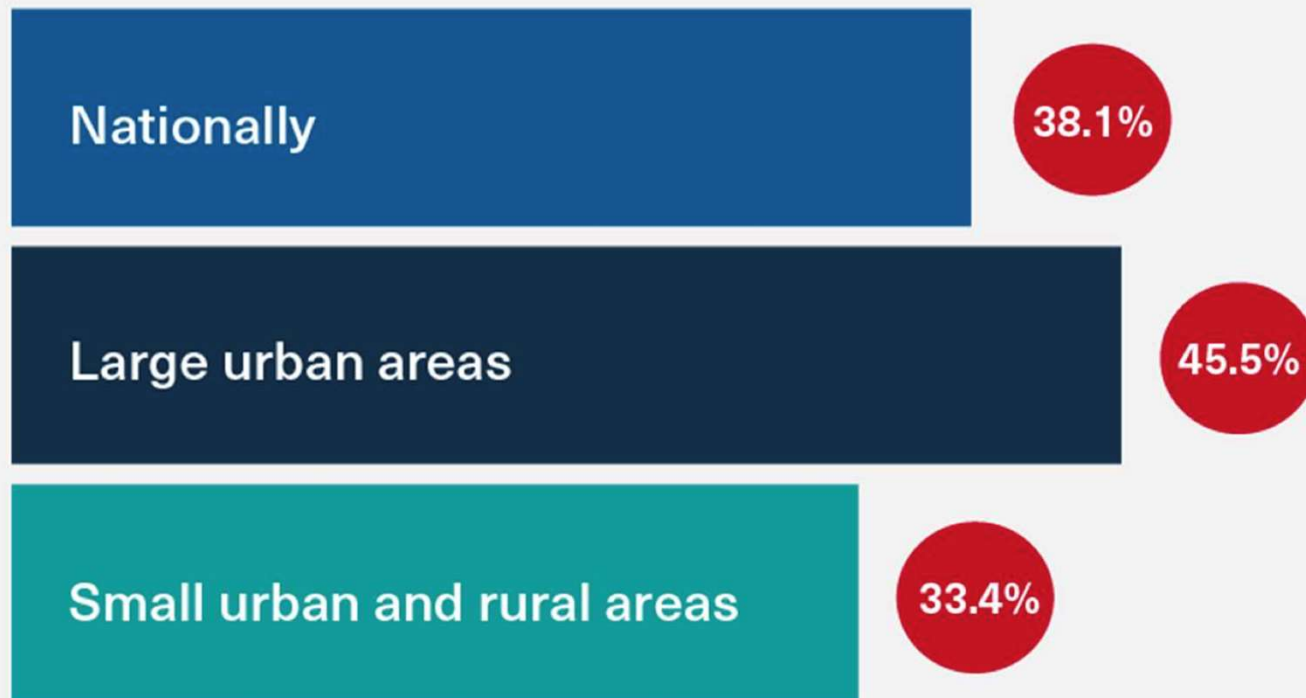 Nationally
38.1%
Large urban areas
45.5%
Small urban and rural areas
33.4%